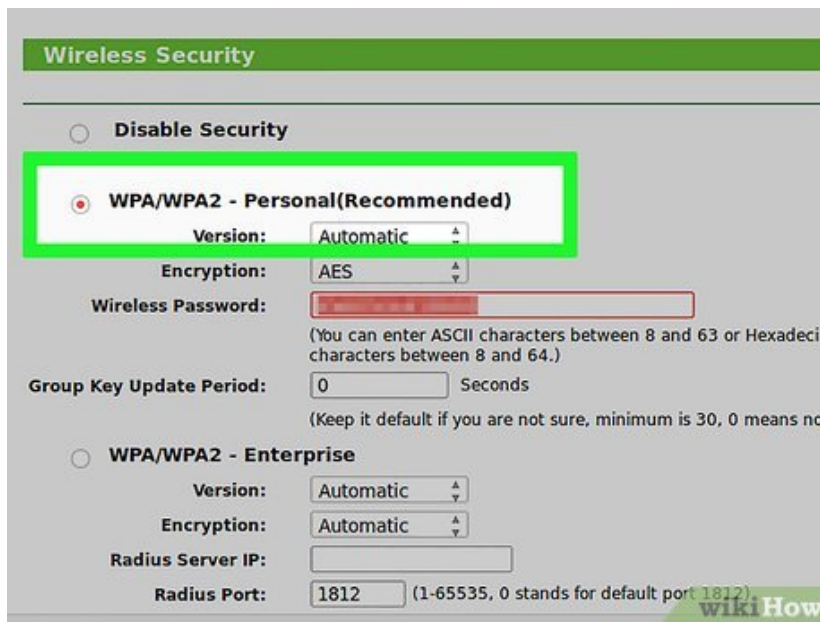 Wireless Security
Disable Security
WPA/WPA2 - Personal(Recommended)
Version: Automatic
Encryption: AES
Wireless Password:
(You can enter ASCII characters between 8 and 63 or Hexadeci
characters between 8 and 64.)
Group Key Update Period: 0 Seconds
(Keep it default if you are not sure, minimum is 30, 0 means no
WPA/WPA2 - Enterprise
Version: Automatic
Encryption: Automatic
Radius Server IP:
Radius Port: 1812 (1-65535, 0 stands for default port 1812)
wikiHow